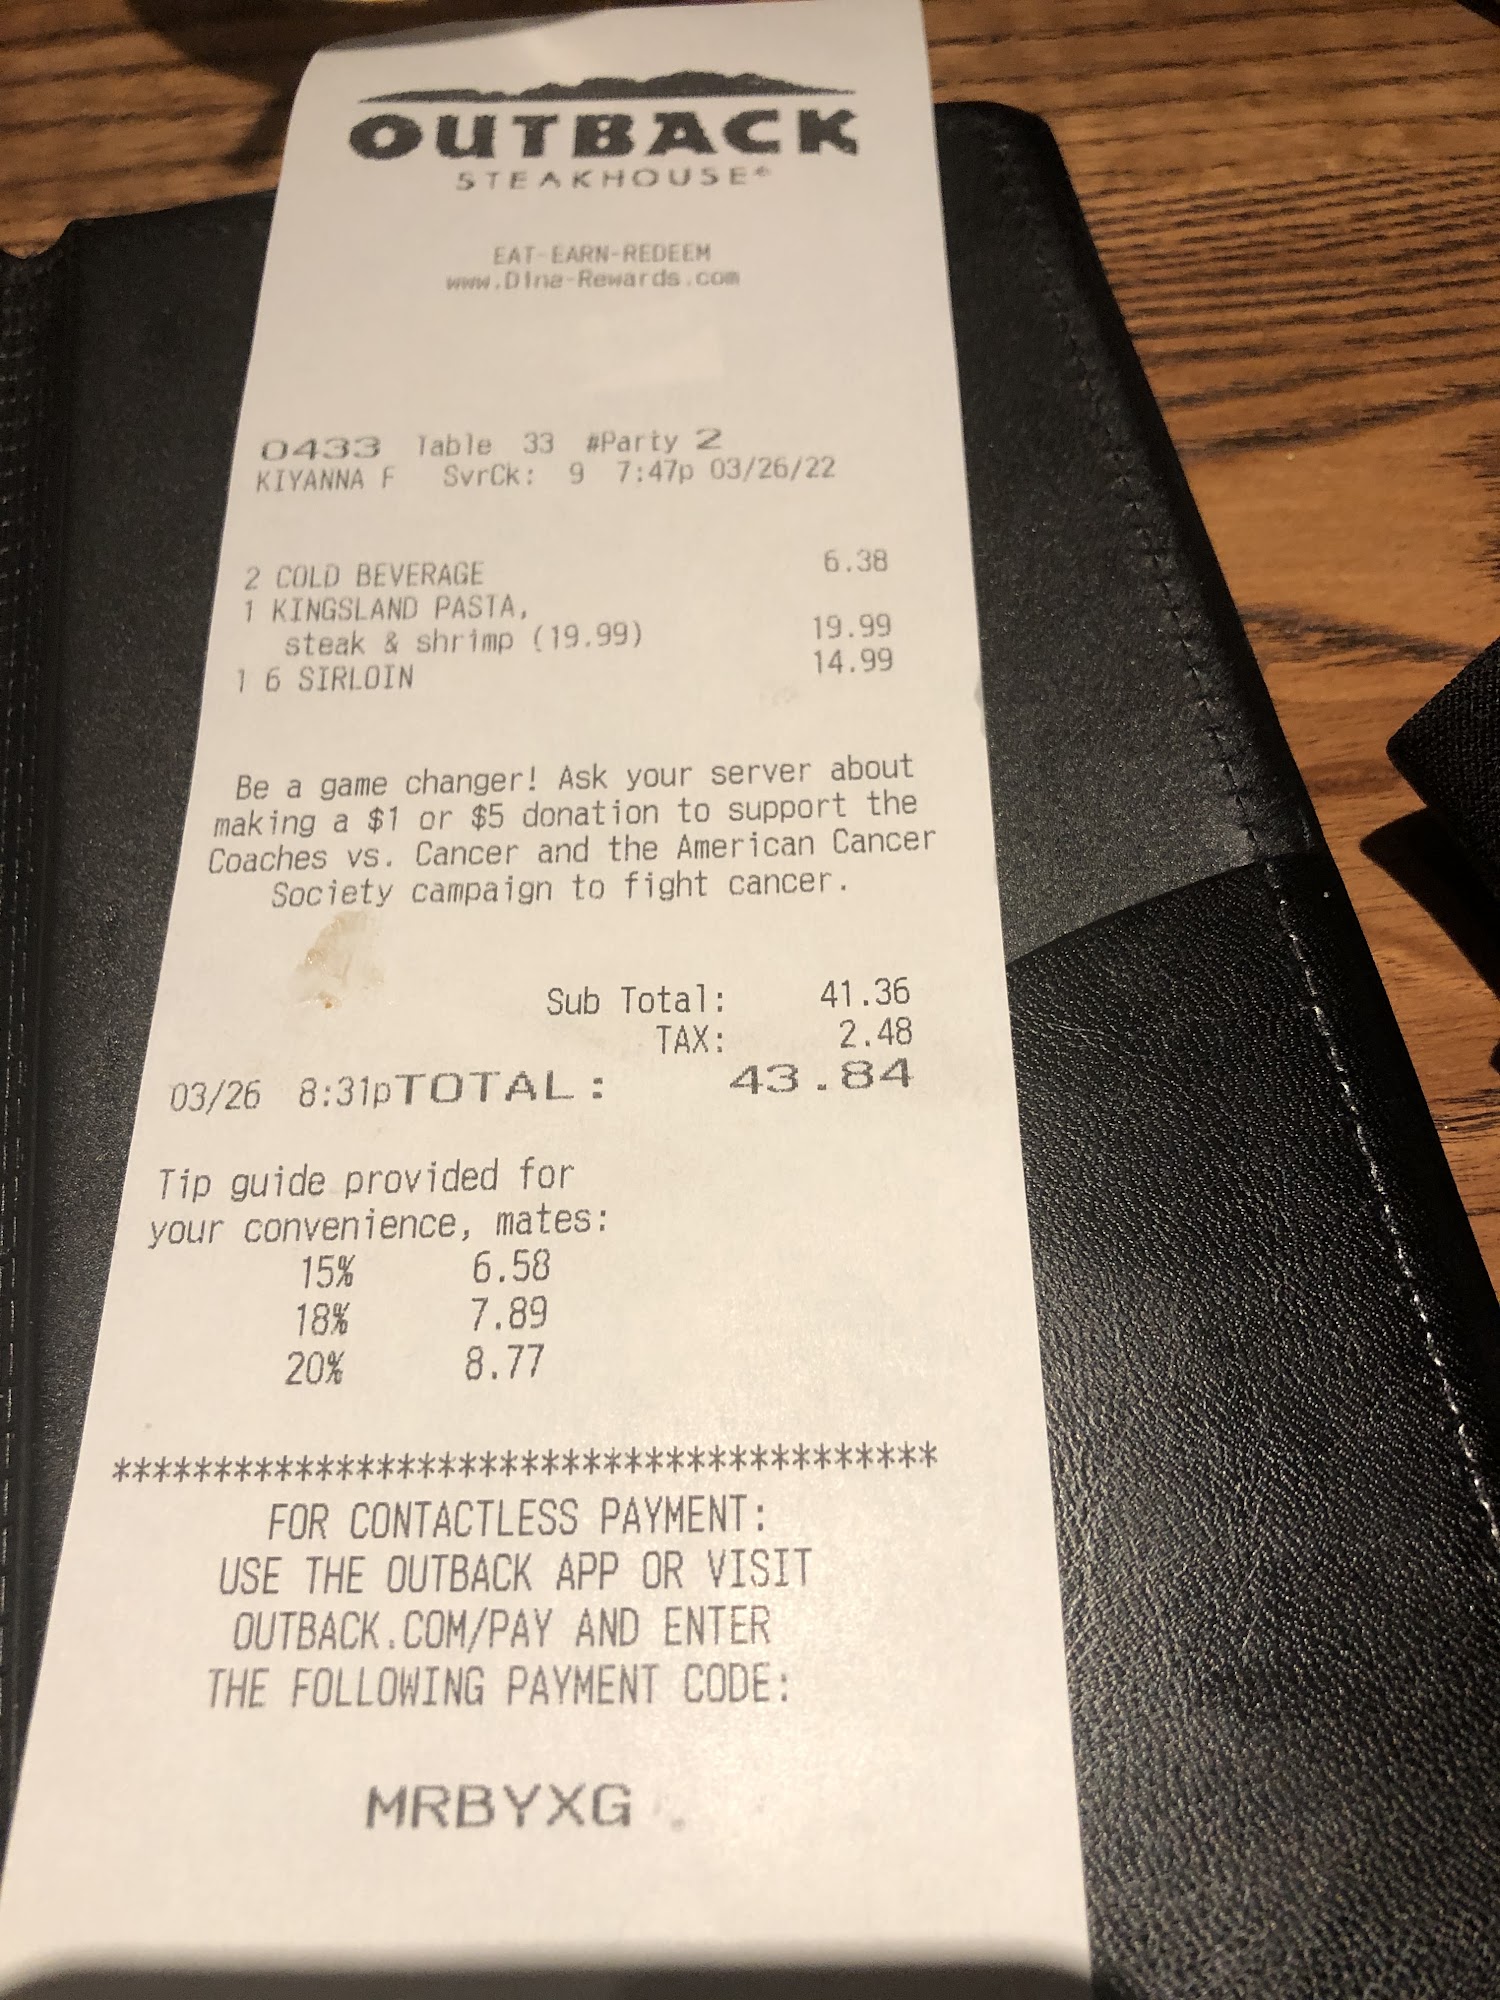 OUTBACK
STEAKHOUSE®
EAT-EARN-REDEEM
www.Dine-Rewards.com
0433 Table 33 #Party 2
KIYANNA F SvrCk: 9 7:47p 03/26/22
2 COLD BEVERAGE 6.38
1 KINGSLAND PASTA,
steak & shrimp (19.99) 19.99
1 6 SIRLOIN 14.99
Be a game changer! Ask your server about
making a $1 or $5 donation to support the
Coaches vs. Cancer and the American Cancer
Society campaign to fight cancer.
Sub Total: 41.36
TAX: 2.48
03/26 8:31pTOTAL: 43.84
Tip guide provided for
your convenience, mates:
15% 6.58
18% 7.89
20% 8.77
*****************************************
FOR CONTACTLESS PAYMENT:
USE THE OUTBACK APP OR VISIT
OUTBACK.COM/PAY AND ENTER
THE FOLLOWING PAYMENT CODE:
MRBYXG